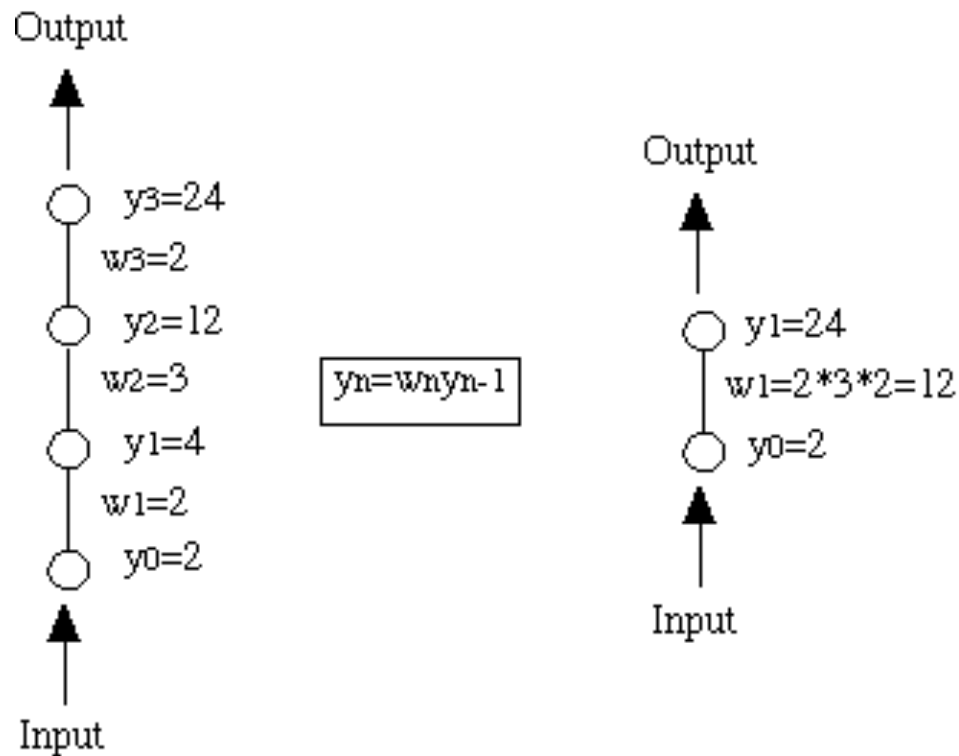 Output
y3=24
w3=2
y2=12
w2=3
y1=4
w1=2
y0=2
Input
yn=wnyn-1
Output
y1=24
w1=2*3*2=12
y0=2
Input